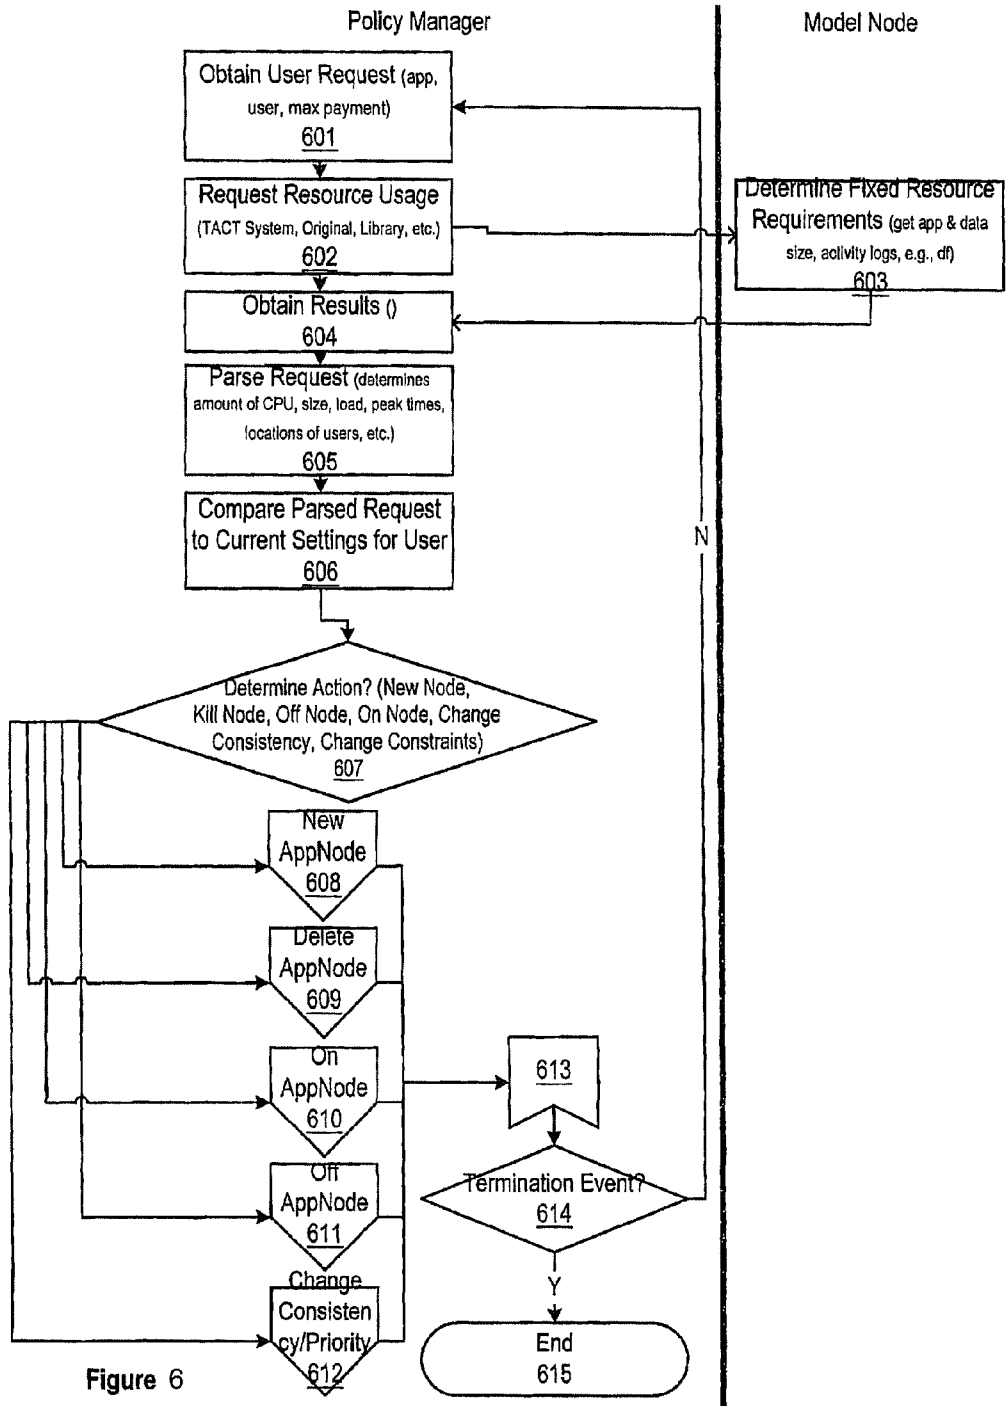 Policy Manager
Model Node
Obtain User Request (app,
user, max payment)
601
Request Resource Usage
(TACT System, Original, Library, etc.)
602
Determine Fixed Resource
Requirements (get app & data
size, activity logs, e.g., df)
603
Obtain Results ()
604
Parse Request (determines
amount of CPU, size, load, peak times,
locations of users, etc.)
605
Compare Parsed Request
to Current Settings for User
606
N
Determine Action? (New Node,
Kill Node, Off Node, On Node, Change
Consistency, Change Constraints)
607
New
AppNode
608
Delete
AppNode
609
On
AppNode
610
613
Off
AppNode
611
Termination Event?
614
Change
Consisten
cy/Priority
612
Y
End
615
Figure 6